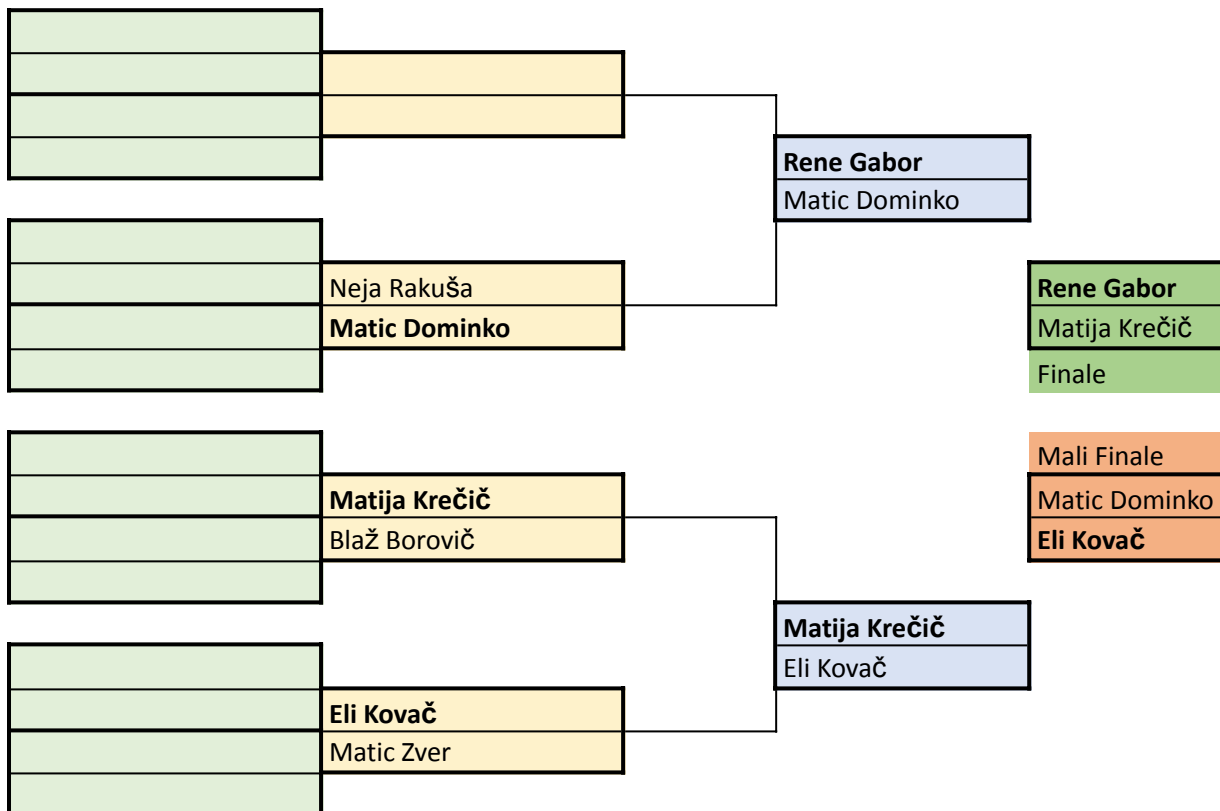 Rene Gabor
Matic Dominko
Neja Rakuša
Matic Dominko
Rene Gabor
Matija Krečič
Finale
Mali Finale
Matija Krečič
Blaž Borovič
Matic Dominko
Eli Kovač
Matija Krečič
Eli Kovač
Eli Kovač
Matic Zver